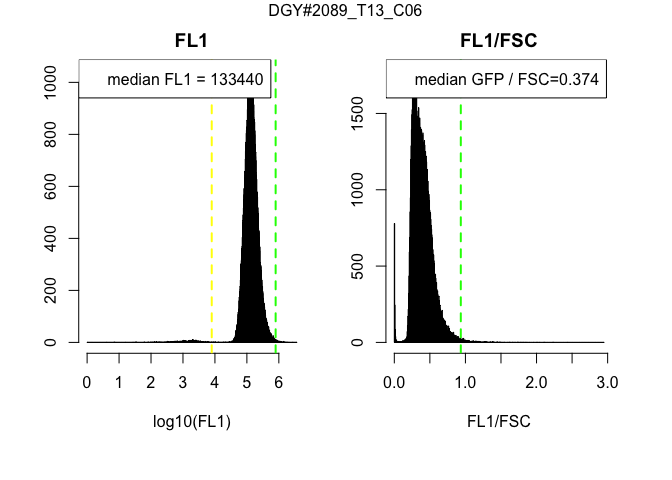 DGY#2089_T13_C06
FL1
median FL1 = 133440
0
200
400
600
800
1000
0 1 2 3 4 5 6
log10(FL1)
FL1/FSC
median GFP / FSC=0.374
0
500
1000
1500
0.0 1.0 2.0 3.0
FL1/FSC